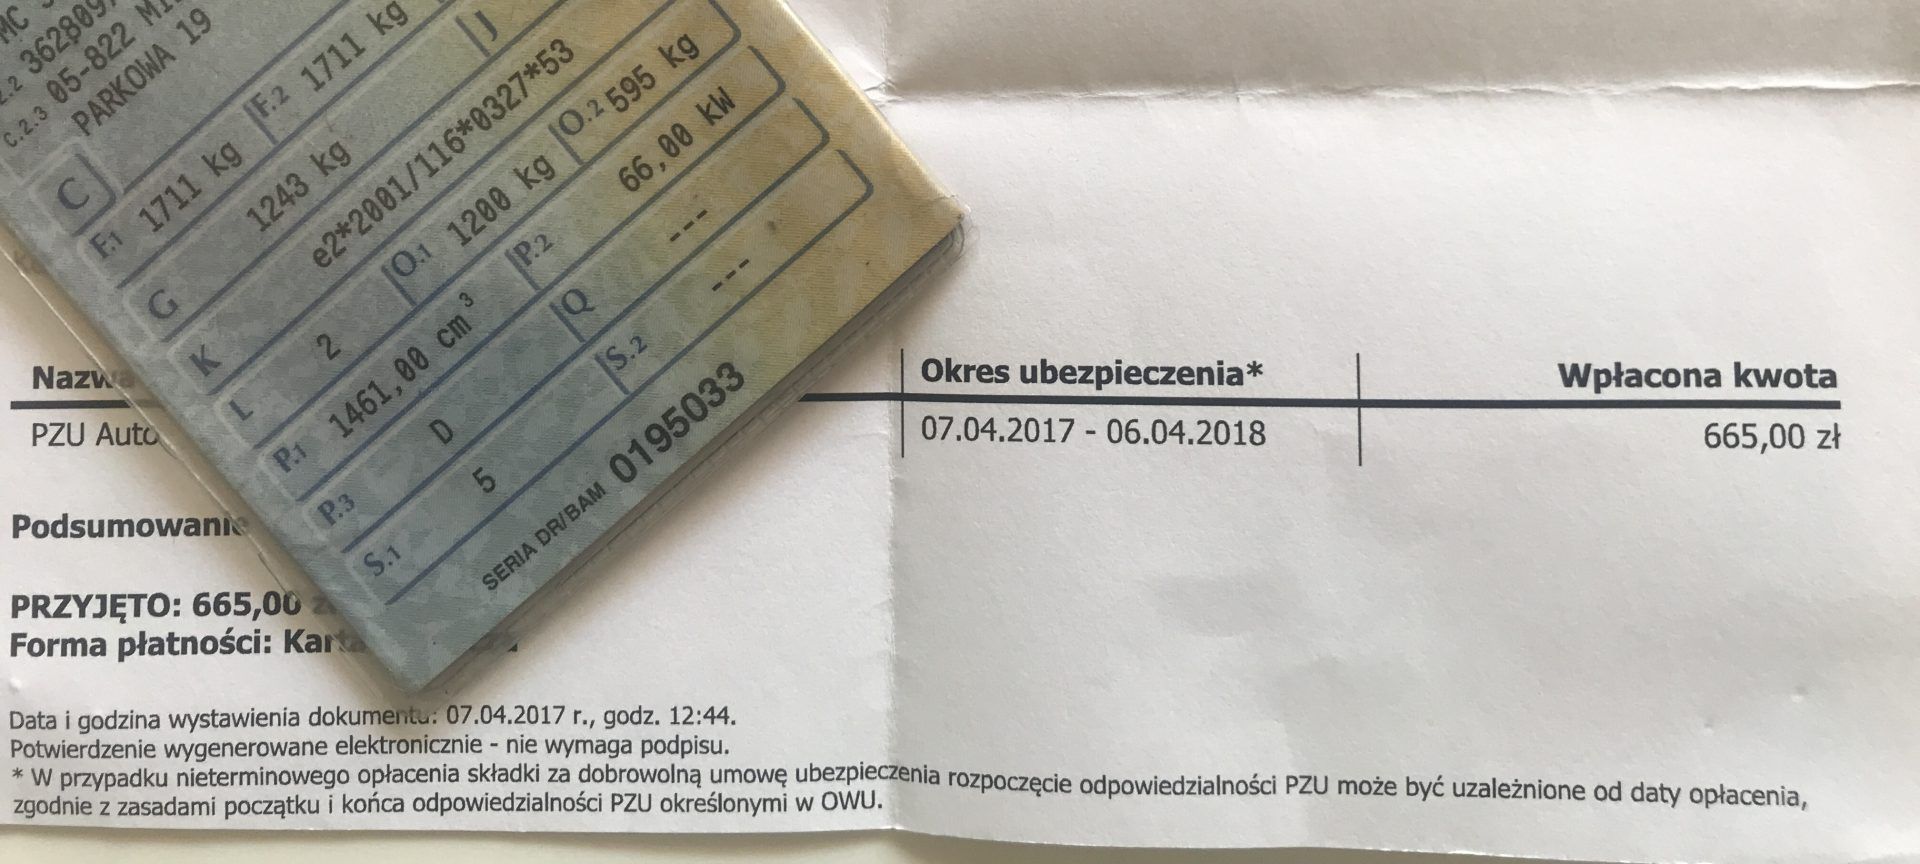 C.2.3 05-822
PARKOWA 19
C
F.1 1711 kg F.2 1711 kg
G 1243 kg J
K e2*2001/116*0327*53
L 2 O.1 1200 kg O.2 595 kg
P.1 1461,00 cm³ P.2 66,00 kW
P.3 D Q ---
S.1 5 S.2 ---
SERIA DR/BAM 0195033
Okres ubezpieczenia* Wpłacona kwota
PZU Auto 07.04.2017 - 06.04.2018 665,00 zł
Podsumowanie
PRZYJĘTO: 665,00
Forma płatności:
Data i godzina wystawienia dokumentu: 07.04.2017 r., godz. 12:44.
Potwierdzenie wygenerowane elektronicznie - nie wymaga podpisu.
* W przypadku nieterminowego opłacenia składki za dobrowolną umowę ubezpieczenia rozpoczęcie odpowiedzialności PZU może być uzależnione od daty opłacenia,
zgodnie z zasadami początku i końca odpowiedzialności PZU określonymi w OWU.